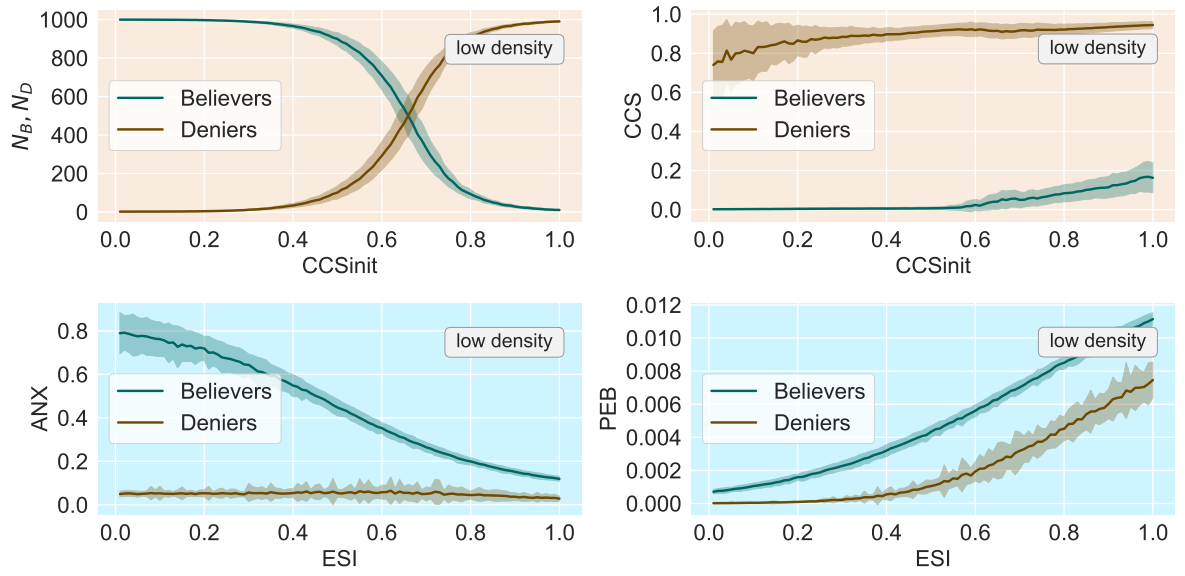 1000
800
600
400
200
0
N_B, N_D
low density
Believers
Deniers
0.0 0.2 0.4 0.6 0.8 1.0
CCSinit
1.0
0.8
0.6
0.4
0.2
0.0
CCS
low density
Believers
Deniers
0.0 0.2 0.4 0.6 0.8 1.0
CCSinit
0.8
0.6
0.4
0.2
0.0
ANX
low density
Believers
Deniers
0.0 0.2 0.4 0.6 0.8 1.0
ESI
0.012
0.010
0.008
0.006
0.004
0.002
0.000
PEB
low density
Believers
Deniers
0.0 0.2 0.4 0.6 0.8 1.0
ESI